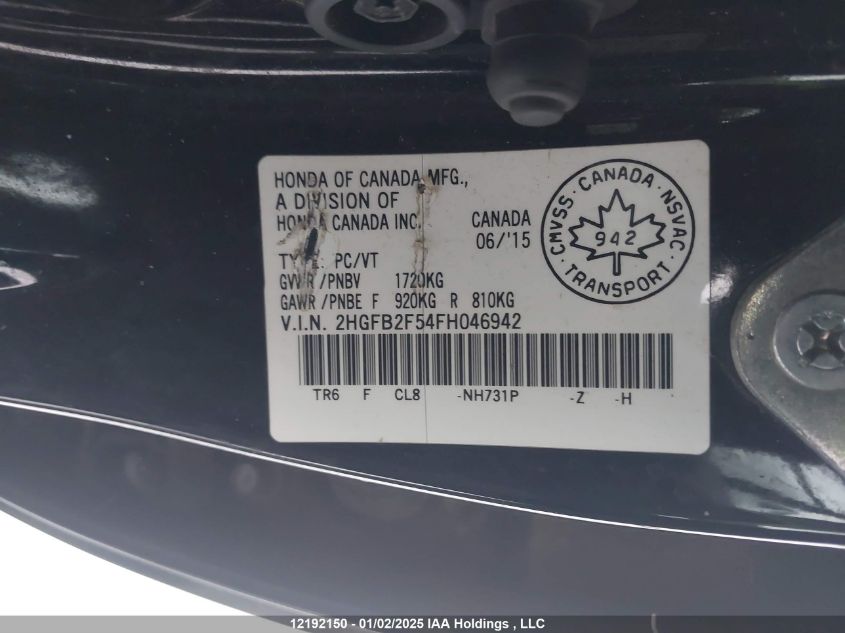 HONDA OF CANADA MFG.,
A DIVISION OF
HONDA CANADA INC.
CANADA
06/'15
TYPE: PC/VT
GVWR/PNBV 1720KG
GAWR/PNBE F 920KG R 810KG
V.I.N. 2HGFB2F54FH046942
TR6 F CL8 -NH731P -Z -H
CMVSS · CANADA · NSVAC
942
· TRANSPORT ·
12192150 - 01/02/2025 IAA Holdings , LLC